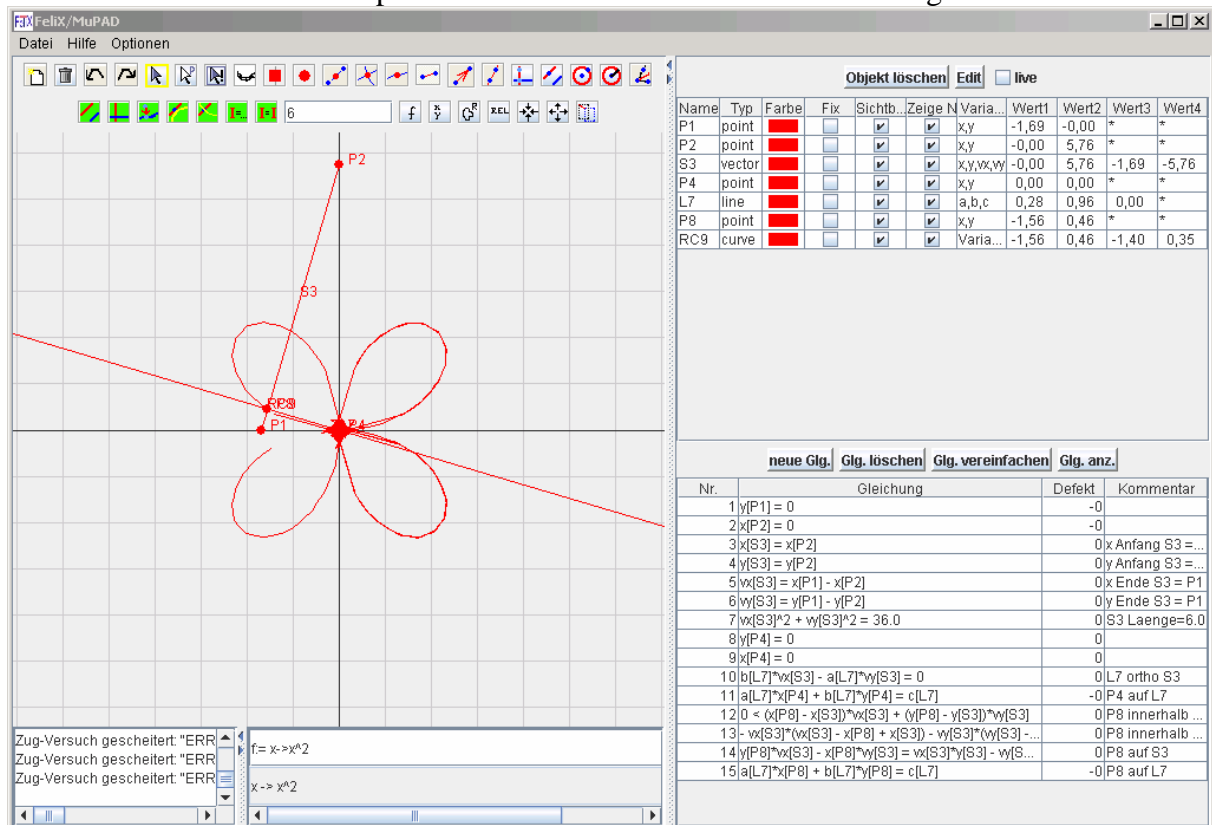 FeliX/MuPAD
Datei Hilfe Optionen
Objekt löschen Edit live
6 f REL
Name Typ Farbe Fix Sichtb... Zeige N Varia... Wert1 Wert2 Wert3 Wert4
P1 point x,y -1,69 -0,00 * *
P2 point x,y -0,00 5,76 * *
S3 vector x,y,vx,vy -0,00 5,76 -1,69 -5,76
P4 point x,y 0,00 0,00 * *
L7 line a,b,c 0,28 0,96 0,00 *
P8 point x,y -1,56 0,46 * *
RC9 curve Varia... -1,56 0,46 -1,40 0,35
P2
S3
P1
P4
neue Glg. Glg. löschen Glg. vereinfachen Glg. anz.
Nr. Gleichung Defekt Kommentar
1 y[P1] = 0 -0
2 x[P2] = 0 -0
3 x[S3] = x[P2] 0 x Anfang S3 =...
4 y[S3] = y[P2] 0 y Anfang S3 =...
5 vx[S3] = x[P1] - x[P2] 0 x Ende S3 = P1
6 vy[S3] = y[P1] - y[P2] 0 y Ende S3 = P1
7 vx[S3]^2 + vy[S3]^2 = 36.0 0 S3 Laenge=6.0
8 y[P4] = 0 0
9 x[P4] = 0 0
10 b[L7]*vx[S3] - a[L7]*vy[S3] = 0 0 L7 ortho S3
11 a[L7]*x[P4] + b[L7]*y[P4] = c[L7] -0 P4 auf L7
12 0 < (x[P8] - x[S3])*vx[S3] + (y[P8] - y[S3])*vy[S3] 0 P8 innerhalb ...
13 - vx[S3]*(vx[S3] - x[P8] + x[S3]) - vy[S3]*(vy[S3] -... 0 P8 innerhalb ...
14 y[P8]*vx[S3] - x[P8]*vy[S3] = vx[S3]*y[S3] - vy[S... 0 P8 auf S3
15 a[L7]*x[P8] + b[L7]*y[P8] = c[L7] -0 P8 auf L7
Zug-Versuch gescheitert: "ERR
Zug-Versuch gescheitert: "ERR
Zug-Versuch gescheitert: "ERR
f:= x->x^2
x -> x^2